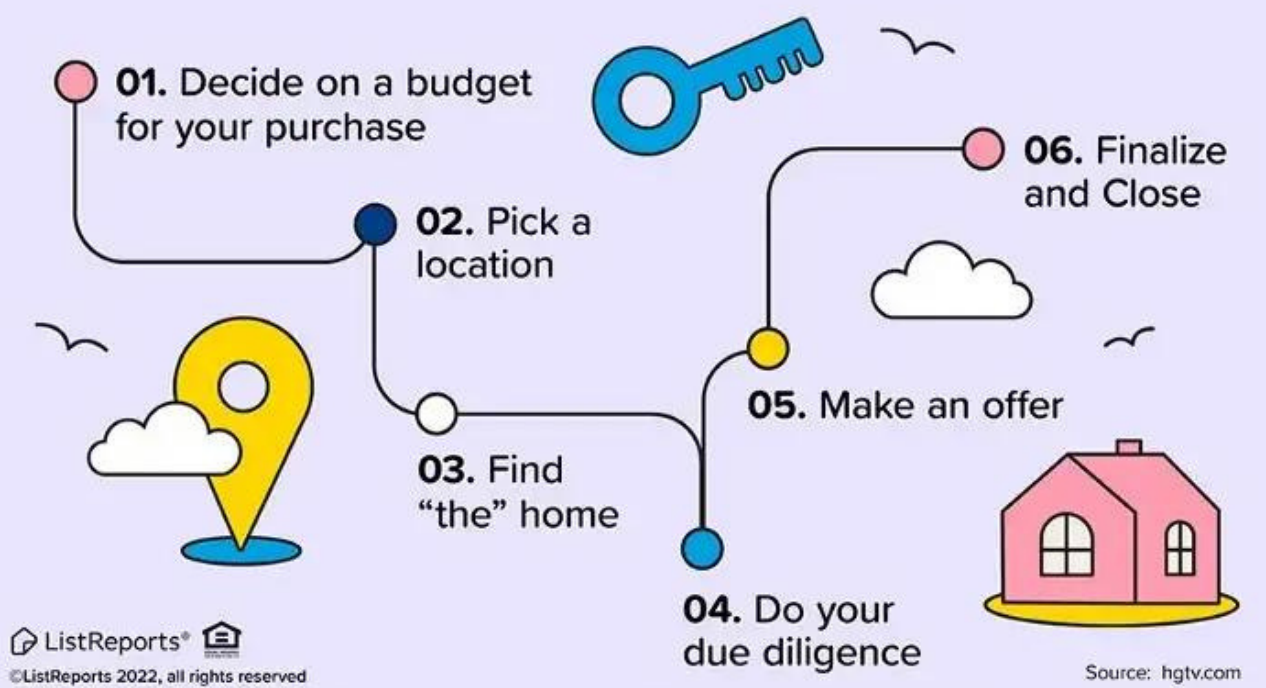 01. Decide on a budget
for your purchase
02. Pick a
location
03. Find
“the” home
04. Do your
due diligence
05. Make an offer
06. Finalize
and Close
ListReports®
©ListReports 2022, all rights reserved
Source: hgtv.com